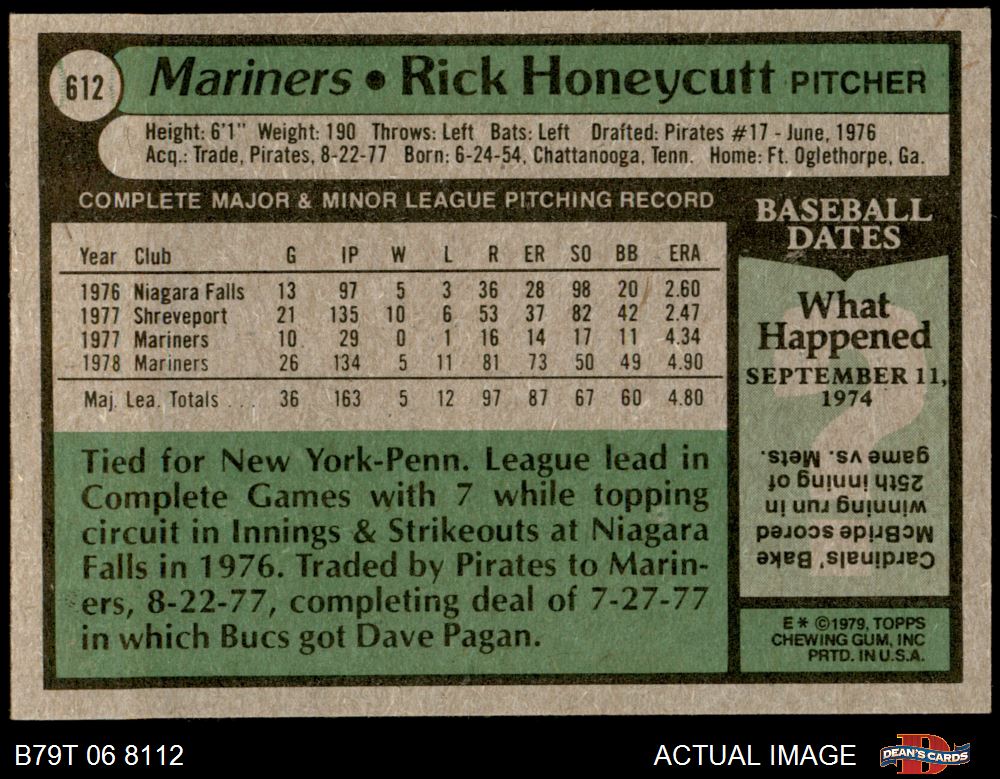 612
Mariners • Rick Honeycutt PITCHER
Height: 6'1" Weight: 190 Throws: Left Bats: Left Drafted: Pirates #17 - June, 1976
Acq.: Trade, Pirates, 8-22-77 Born: 6-24-54, Chattanooga, Tenn. Home: Ft. Oglethorpe, Ga.
COMPLETE MAJOR & MINOR LEAGUE PITCHING RECORD
Year Club G IP W L R ER SO BB ERA
1976 Niagara Falls 13 97 5 3 36 28 98 20 2.60
1977 Shreveport 21 135 10 6 53 37 82 42 2.47
1977 Mariners 10 29 0 1 16 14 17 11 4.34
1978 Mariners 26 134 5 11 81 73 50 49 4.90
Maj. Lea. Totals ... 36 163 5 12 97 87 67 60 4.80
Tied for New York-Penn. League lead in
Complete Games with 7 while topping
circuit in Innings & Strikeouts at Niagara
Falls in 1976. Traded by Pirates to Marin-
ers, 8-22-77, completing deal of 7-27-77
in which Bucs got Dave Pagan.
BASEBALL
DATES
What
Happened
SEPTEMBER 11,
1974
Cardinals' Bake
McBride scored
winning run in
25th inning of
game vs. Mets.
E * ©1979, TOPPS
CHEWING GUM, INC
PRTD. IN U.S.A.
B79T 06 8112
ACTUAL IMAGE
DEAN'S CARDS